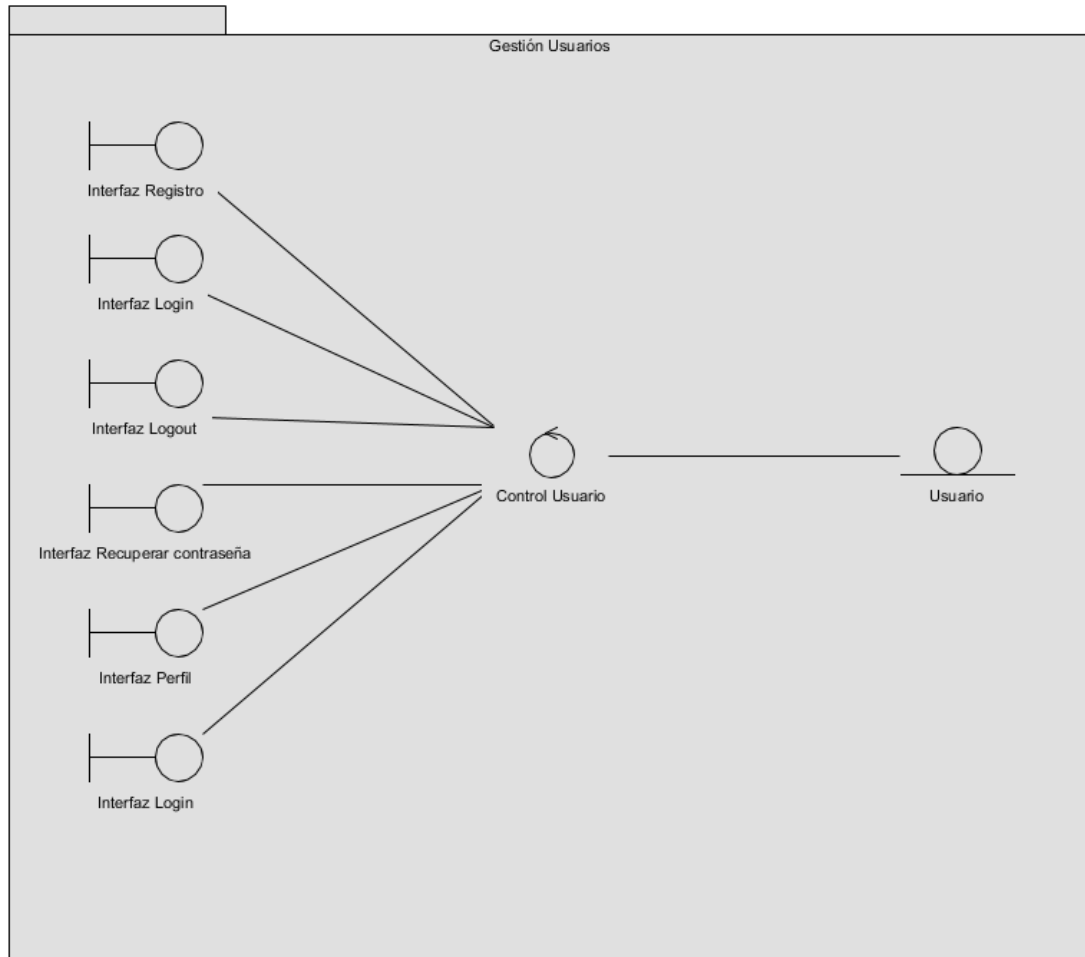 Gestión Usuarios
Interfaz Registro
Interfaz Login
Interfaz Logout
Control Usuario
Usuario
Interfaz Recuperar contraseña
Interfaz Perfil
Interfaz Login